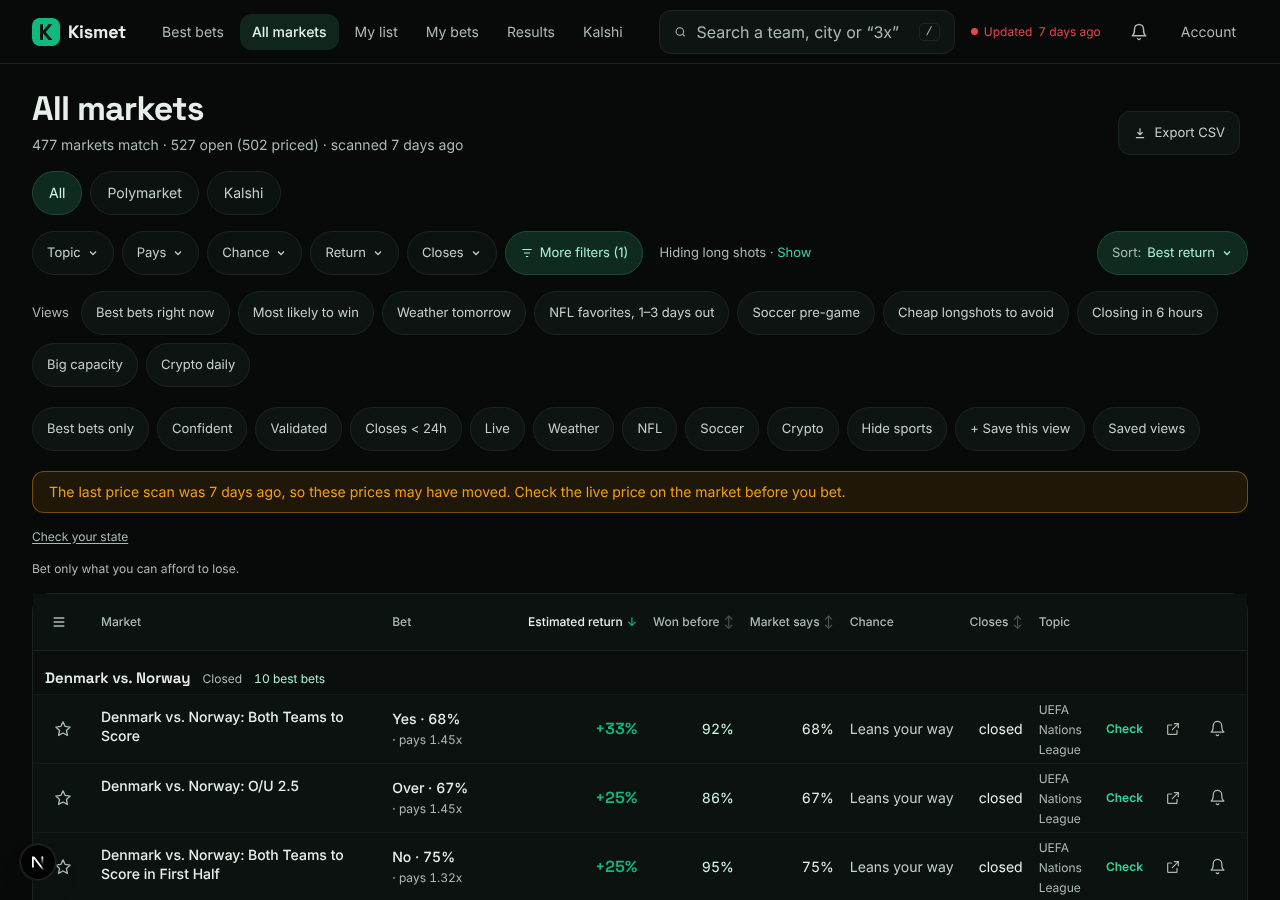 Kismet
Best bets
All markets
My list
My bets
Results
Kalshi
Search a team, city or “3x”
/
Updated 7 days ago
Account
All markets
477 markets match · 527 open (502 priced) · scanned 7 days ago
Export CSV
All
Polymarket
Kalshi
Topic
Pays
Chance
Return
Closes
More filters (1)
Hiding long shots · Show
Sort: Best return
Views
Best bets right now
Most likely to win
Weather tomorrow
NFL favorites, 1–3 days out
Soccer pre-game
Cheap longshots to avoid
Closing in 6 hours
Big capacity
Crypto daily
Best bets only
Confident
Validated
Closes < 24h
Live
Weather
NFL
Soccer
Crypto
Hide sports
+ Save this view
Saved views
The last price scan was 7 days ago, so these prices may have moved. Check the live price on the market before you bet.
Check your state
Bet only what you can afford to lose.
Market
Bet
Estimated return ↓
Won before
Market says
Chance
Closes
Topic
Denmark vs. Norway
Closed
10 best bets
Denmark vs. Norway: Both Teams to
Score
Yes · 68%
· pays 1.45x
+33%
92%
68%
Leans your way
closed
UEFA
Nations
League
Check
Denmark vs. Norway: O/U 2.5
Over · 67%
· pays 1.45x
+25%
86%
67%
Leans your way
closed
UEFA
Nations
League
Check
Denmark vs. Norway: Both Teams to
Score in First Half
No · 75%
· pays 1.32x
+25%
95%
75%
Leans your way
closed
UEFA
Nations
League
Check
N